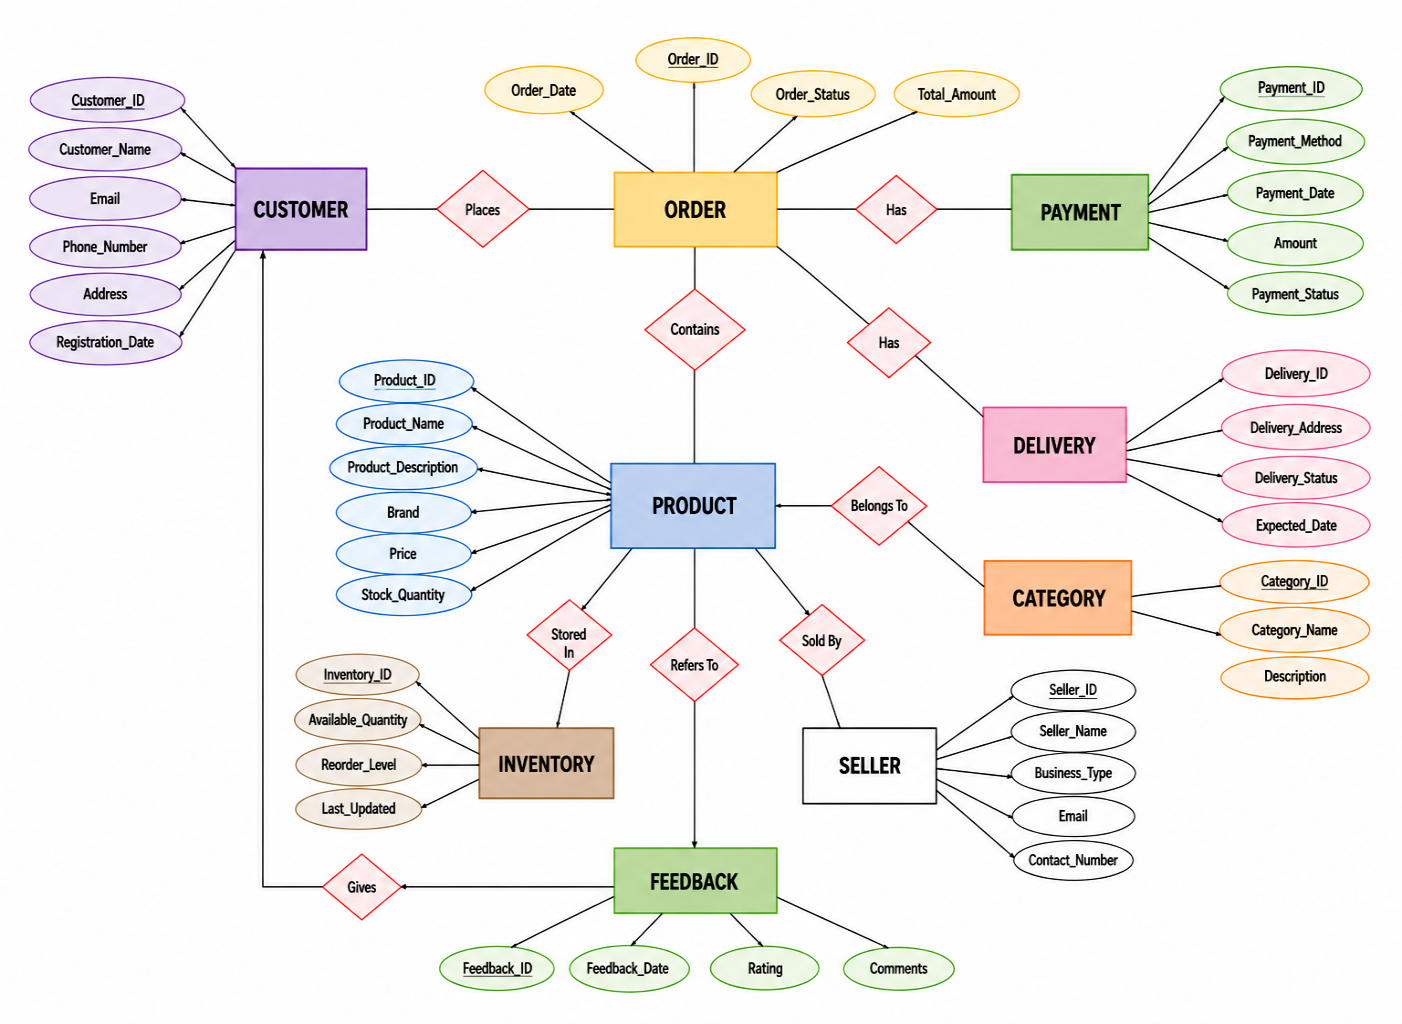 Order_ID
Order_Date
Order_Status
Total_Amount
Customer_ID
Customer_Name
Email
Phone_Number
Address
Registration_Date
CUSTOMER
Places
ORDER
Has
PAYMENT
Payment_ID
Payment_Method
Payment_Date
Amount
Payment_Status
Contains
Has
DELIVERY
Delivery_ID
Delivery_Address
Delivery_Status
Expected_Date
Product_ID
Product_Name
Product_Description
Brand
Price
Stock_Quantity
PRODUCT
Belongs To
CATEGORY
Category_ID
Category_Name
Description
Stored
In
Refers To
Sold By
Inventory_ID
Available_Quantity
Reorder_Level
Last_Updated
INVENTORY
SELLER
Seller_ID
Seller_Name
Business_Type
Email
Contact_Number
Gives
FEEDBACK
Feedback_ID
Feedback_Date
Rating
Comments